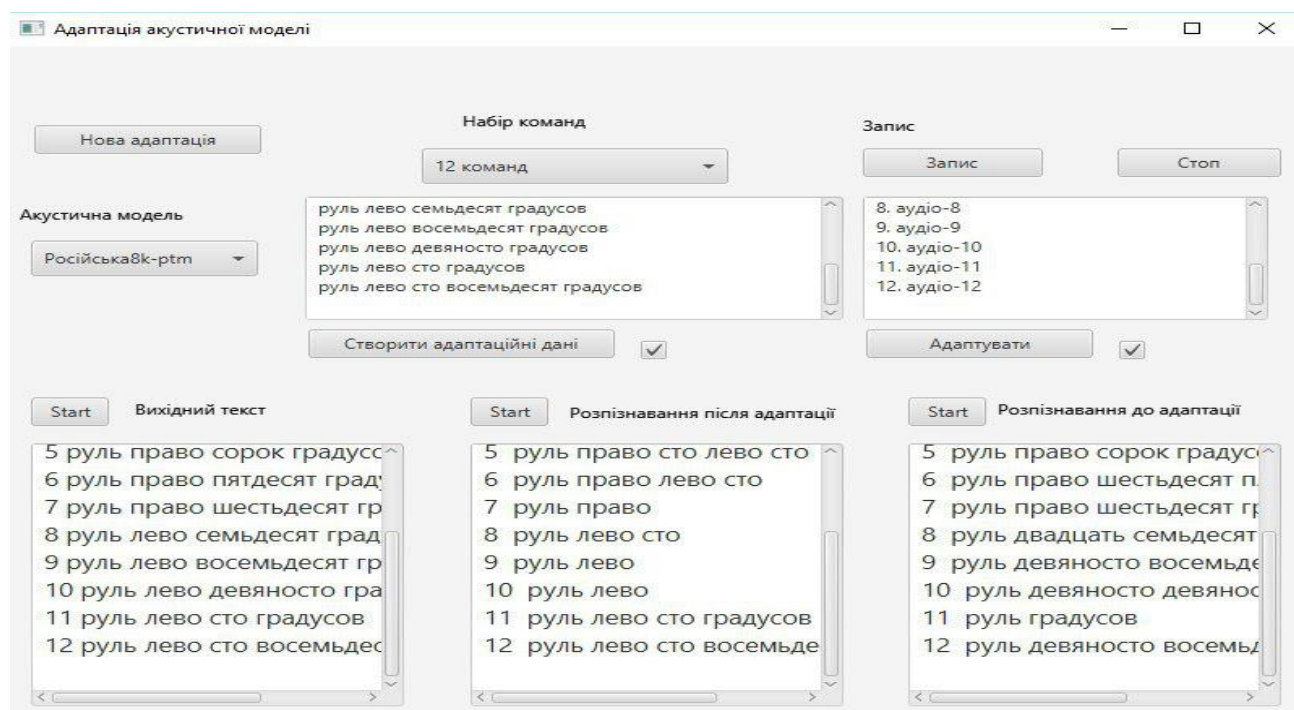 Адаптація акустичної моделі
Нова адаптація
Набір команд
12 команд
Запис
Запис
Стоп
Акустична модель
Російська8k-ptm
руль лево семьдесят градусов
руль лево восемьдесят градусов
руль лево девяносто градусов
руль лево сто градусов
руль лево сто восемьдесят градусов
8. аудіо-8
9. аудіо-9
10. аудіо-10
11. аудіо-11
12. аудіо-12
Створити адаптаційні дані
Адаптувати
Start
Вихідний текст
5 руль право сорок градусс
6 руль право пятдесят град
7 руль право шестьдесят гр
8 руль лево семьдесят град
9 руль лево восемьдесят гр
10 руль лево девяносто гра
11 руль лево сто градусов
12 руль лево сто восемьдес
Start
Розпізнавання після адаптації
5 руль право сто лево сто
6 руль право лево сто
7 руль право
8 руль лево сто
9 руль лево
10 руль лево
11 руль лево сто градусов
12 руль лево сто восемьде
Start
Розпізнавання до адаптації
5 руль право сорок градус
6 руль право шестьдесят п
7 руль право шестьдесят гр
8 руль двадцать семьдесят
9 руль девяносто восемьде
10 руль девяносто девянос
11 руль градусов
12 руль девяносто восемьд